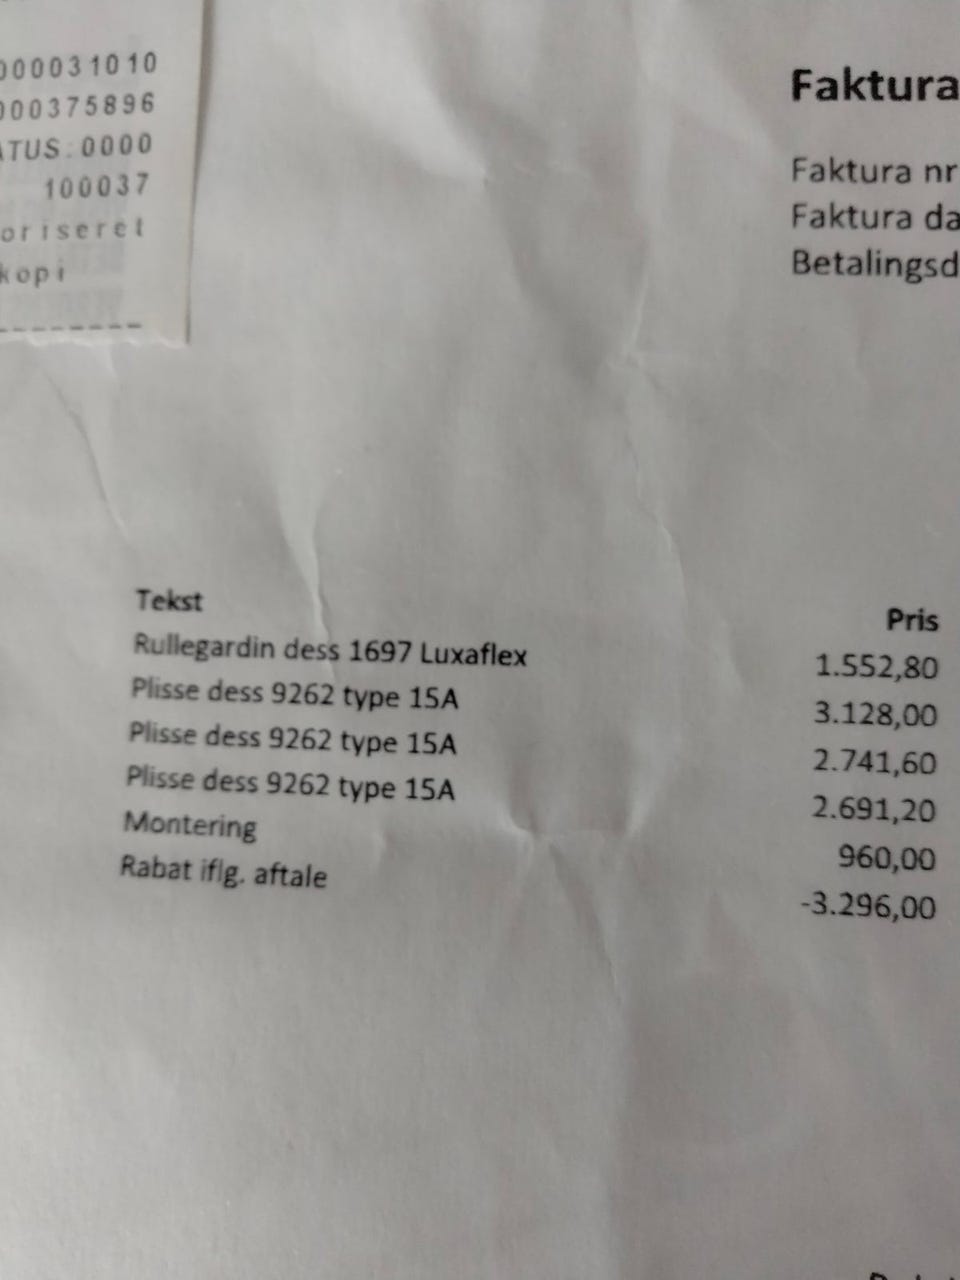 000031010
000375896
ATUS:0000
100037
oriseret
kopi
Faktura
Faktura nr
Faktura da
Betalingsd
Tekst Pris
Rullegardin dess 1697 Luxaflex 1.552,80
Plisse dess 9262 type 15A 3.128,00
Plisse dess 9262 type 15A 2.741,60
Plisse dess 9262 type 15A 2.691,20
Montering 960,00
Rabat iflg. aftale -3.296,00